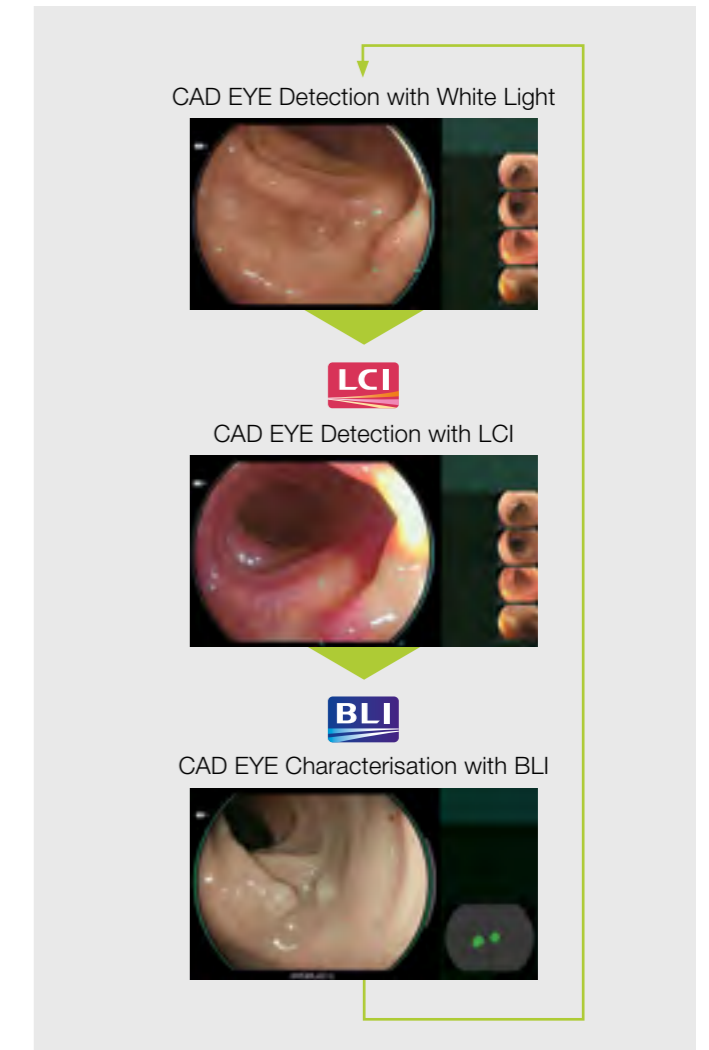 CAD EYE Detection with White Light
LCI
CAD EYE Detection with LCI
BLI
CAD EYE Characterisation with BLI